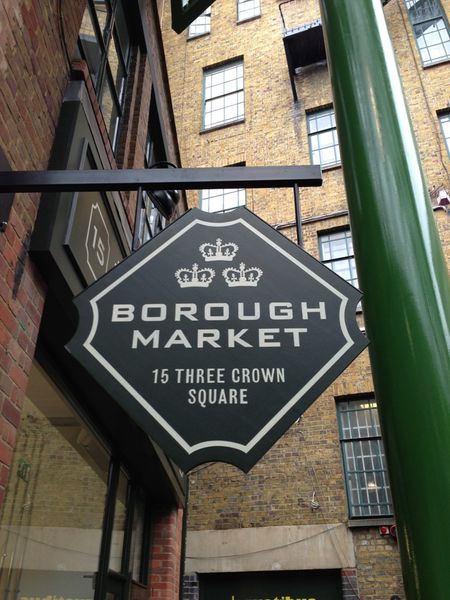 15
BOROUGH
MARKET
15 THREE CROWN
SQUARE